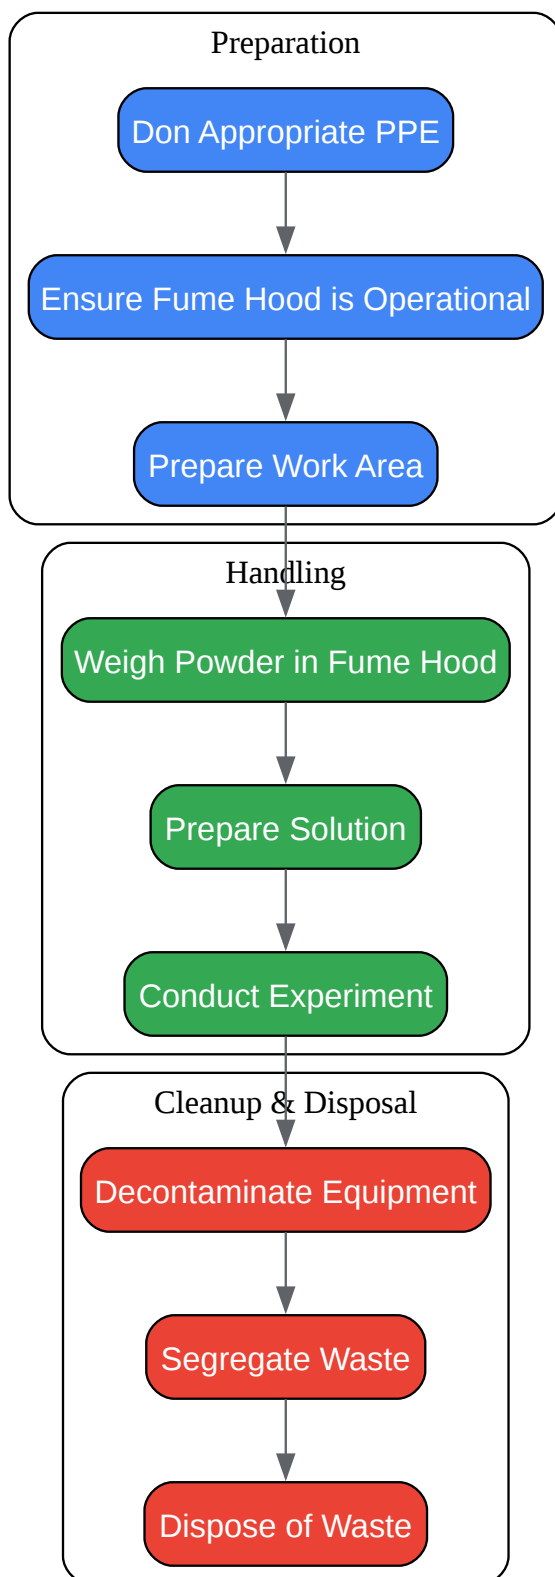 Preparation
Don Appropriate PPE
Ensure Fume Hood is Operational
Prepare Work Area
Handling
Weigh Powder in Fume Hood
Prepare Solution
Conduct Experiment
Cleanup & Disposal
Decontaminate Equipment
Segregate Waste
Dispose of Waste